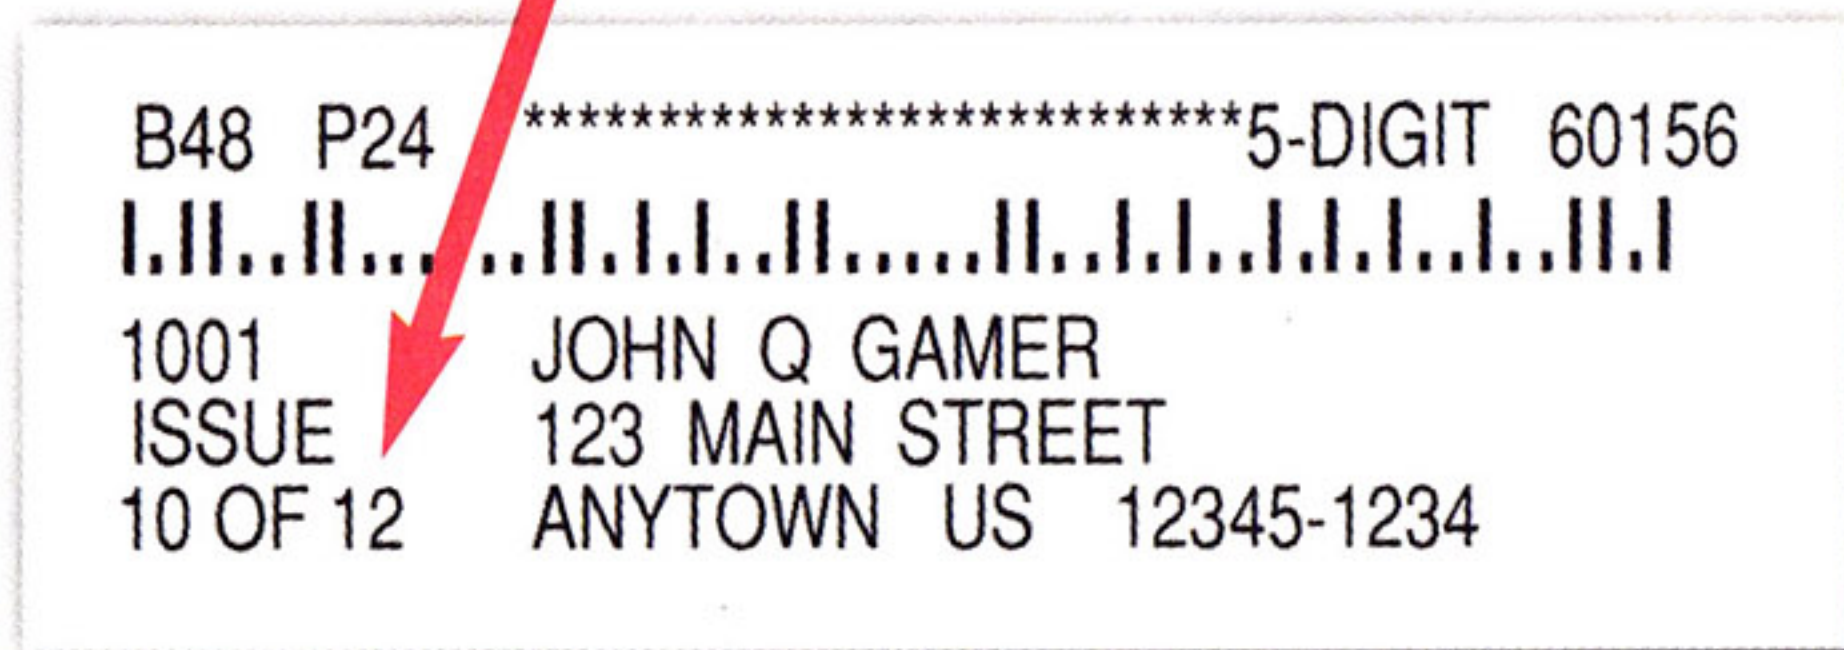 B48 P24 ***************************5-DIGIT 60156
1001 JOHN Q GAMER
ISSUE 123 MAIN STREET
10 OF 12 ANYTOWN US 12345-1234